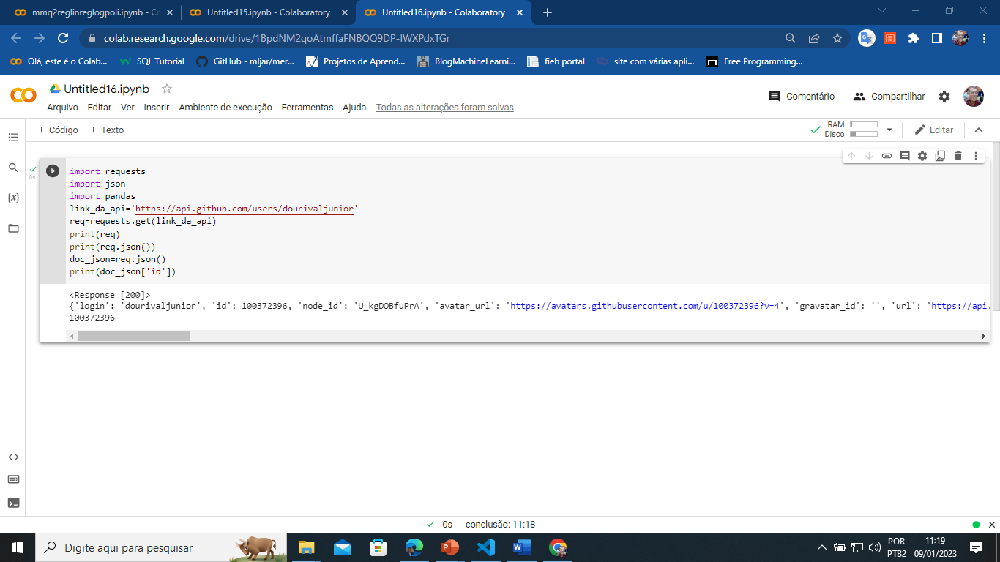 mmq2reglinreglogpoli.ipynb - Co
Untitled15.ipynb - Colaboratory
Untitled16.ipynb - Colaboratory
colab.research.google.com/drive/1BpdNM2qoAtmffaFNBQQ9DP-IWXPdxTGr
Olá, este é o Colab...
SQL Tutorial
GitHub - mljar/mer...
Projetos de Aprend...
BlogMachineLearni...
fieb portal
site com várias apli...
Free Programming...
Untitled16.ipynb
Comentário
Compartilhar
Arquivo Editar Ver Inserir Ambiente de execução Ferramentas Ajuda Todas as alterações foram salvas
+ Código + Texto
RAM
Disco
Editar
{x}
0s
import requests
import json
import pandas
link_da_api='https://api.github.com/users/dourivaljunior'
req=requests.get(link_da_api)
print(req)
print(req.json())
doc_json=req.json()
print(doc_json['id'])
<Response [200]>
{'login': 'dourivaljunior', 'id': 100372396, 'node_id': 'U_kgDOBfuPrA', 'avatar_url': 'https://avatars.githubusercontent.com/u/100372396?v=4', 'gravatar_id': '', 'url': 'https://api.
100372396
0s conclusão: 11:18
Digite aqui para pesquisar
POR
PTB2
11:19
09/01/2023